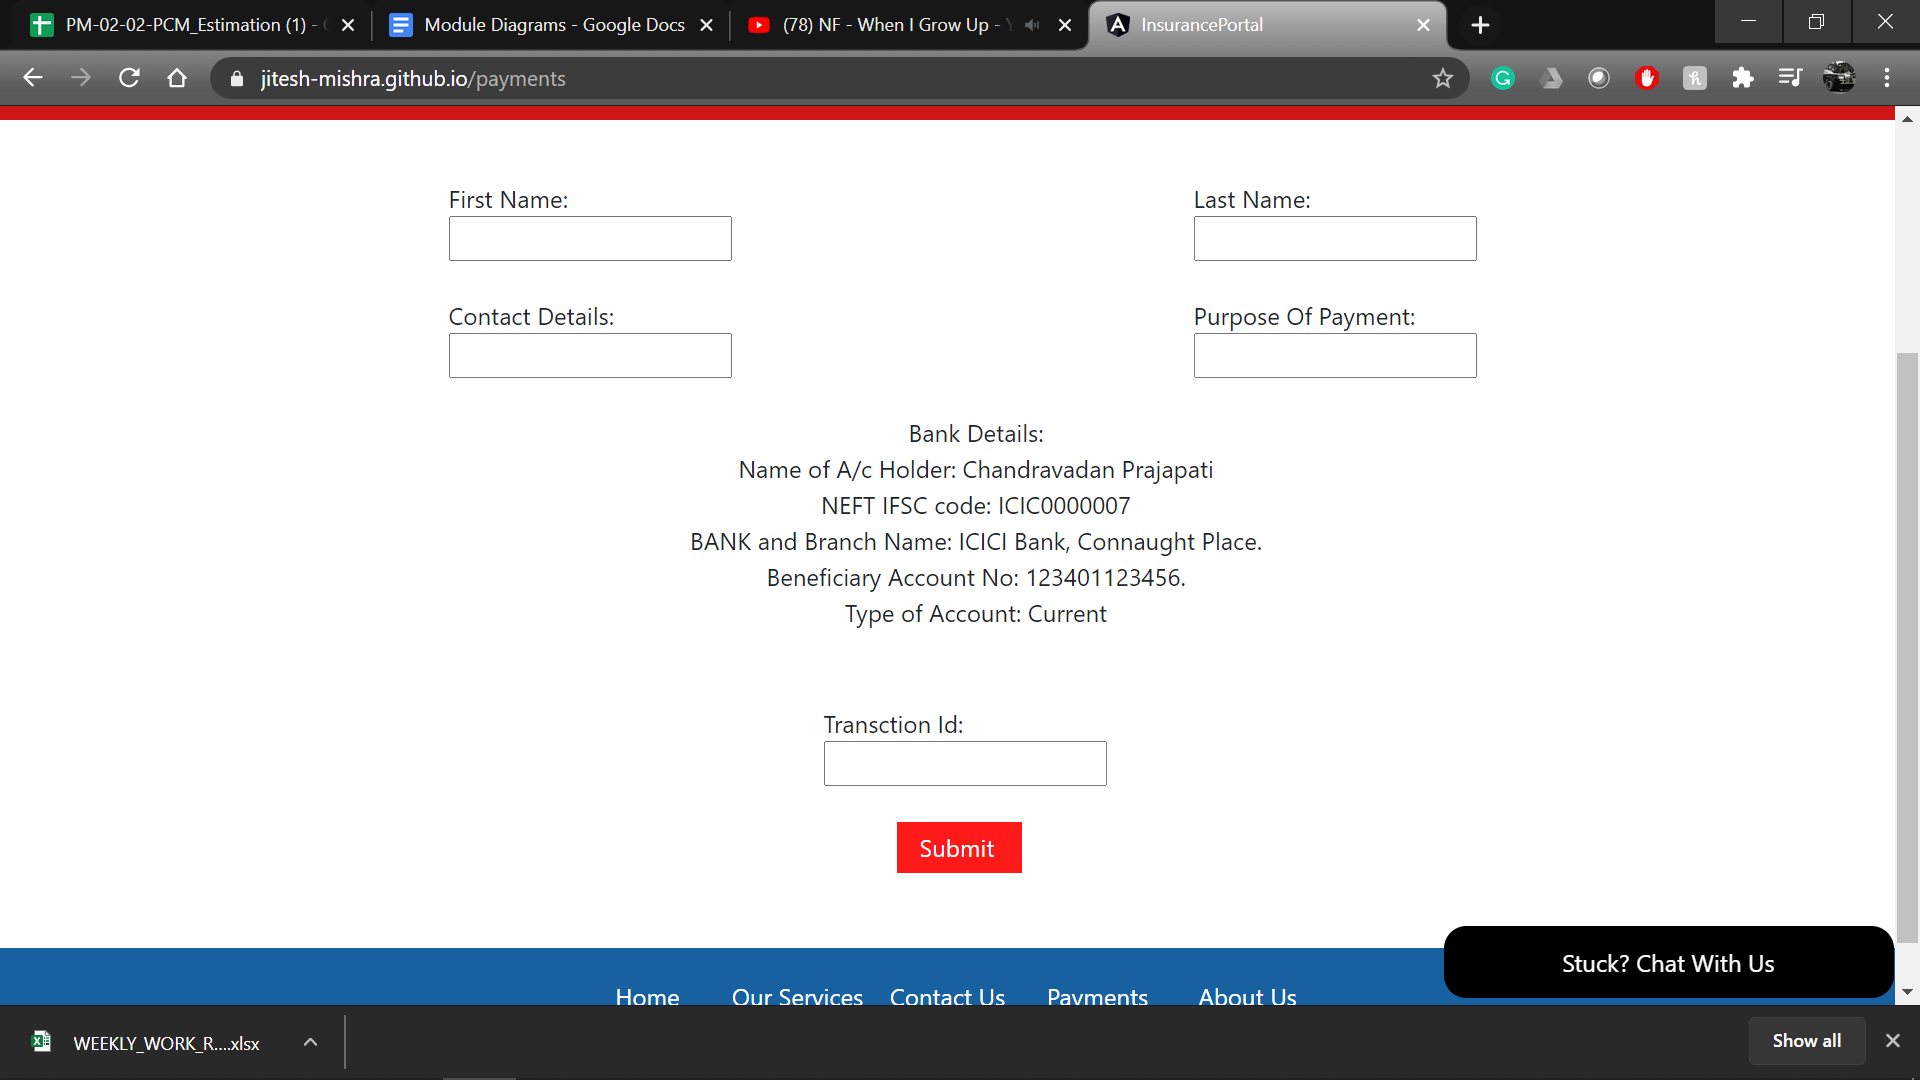 PM-02-02-PCM_Estimation (1) -
Module Diagrams - Google Docs
(78) NF - When I Grow Up -
InsurancePortal
jitesh-mishra.github.io/payments
First Name:
Last Name:
Contact Details:
Purpose Of Payment:
Bank Details:
Name of A/c Holder: Chandravadan Prajapati
NEFT IFSC code: ICIC0000007
BANK and Branch Name: ICICI Bank, Connaught Place.
Beneficiary Account No: 123401123456.
Type of Account: Current
Transction Id:
Submit
Stuck? Chat With Us
Home Our Services Contact Us Payments About Us
WEEKLY_WORK_R....xlsx
Show all